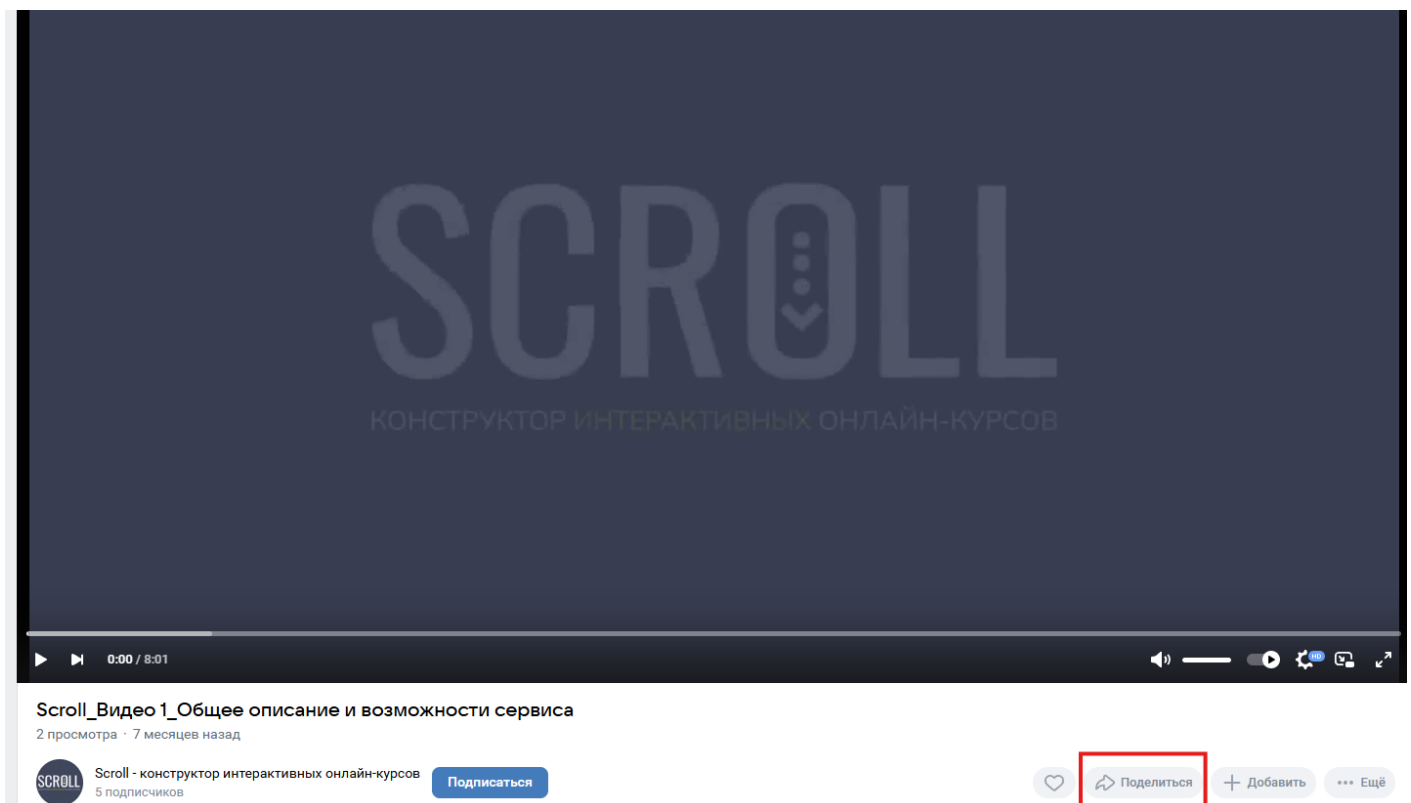 SCROLL
КОНСТРУКТОР ИНТЕРАКТИВНЫХ ОНЛАЙН-КУРСОВ
0:00 / 8:01
HD
Scroll_Видео 1_Общее описание и возможности сервиса
2 просмотра · 7 месяцев назад
SCROLL
Scroll - конструктор интерактивных онлайн-курсов
5 подписчиков
Подписаться
Поделиться
Добавить
Ещё